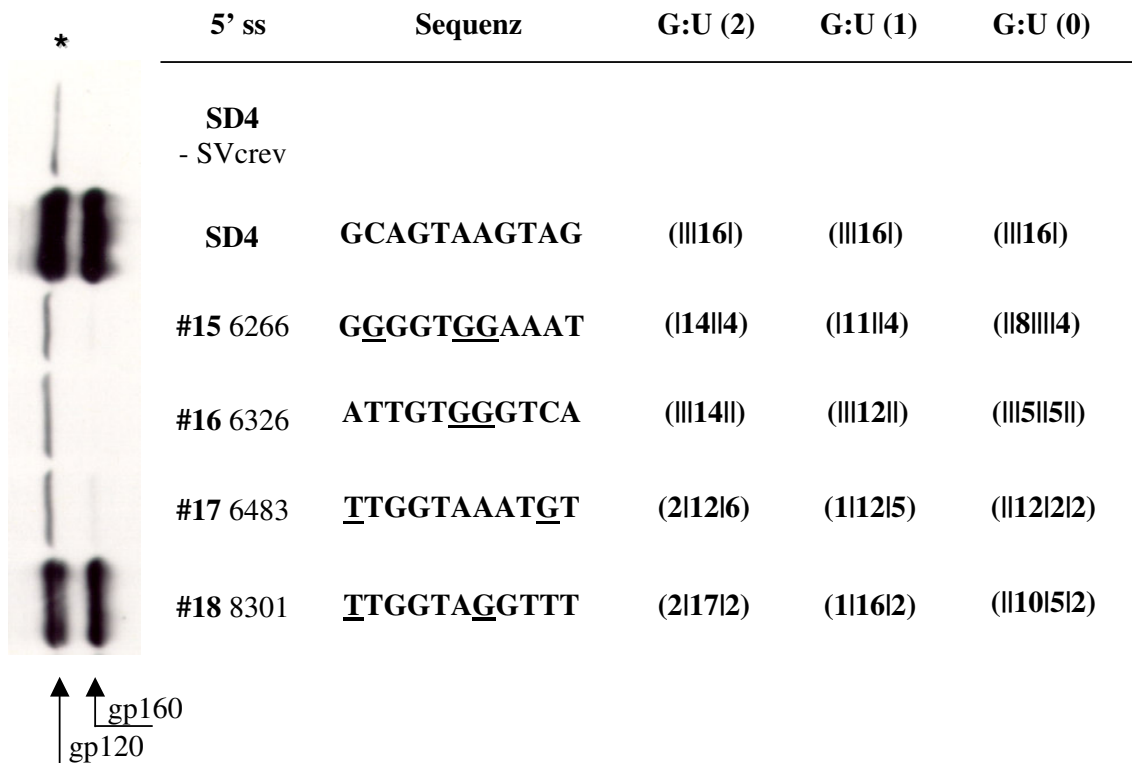 * 5' ss Sequenz G:U (2) G:U (1) G:U (0)
SD4
- SVcrev
SD4 GCAGTAAGTAG (|||16|) (|||16|) (|||16|)
#15 6266 GGGGTGGAAAT (|14||4) (|11||4) (||8||||4)
#16 6326 ATTGTGGGTCA (|||14||) (|||12||) (|||5||5||)
#17 6483 TTGGTAAATGT (2|12|6) (1|12|5) (||12|2|2)
#18 8301 TTGGTAGGTTT (2|17|2) (1|16|2) (||10|5|2)
gp160
gp120